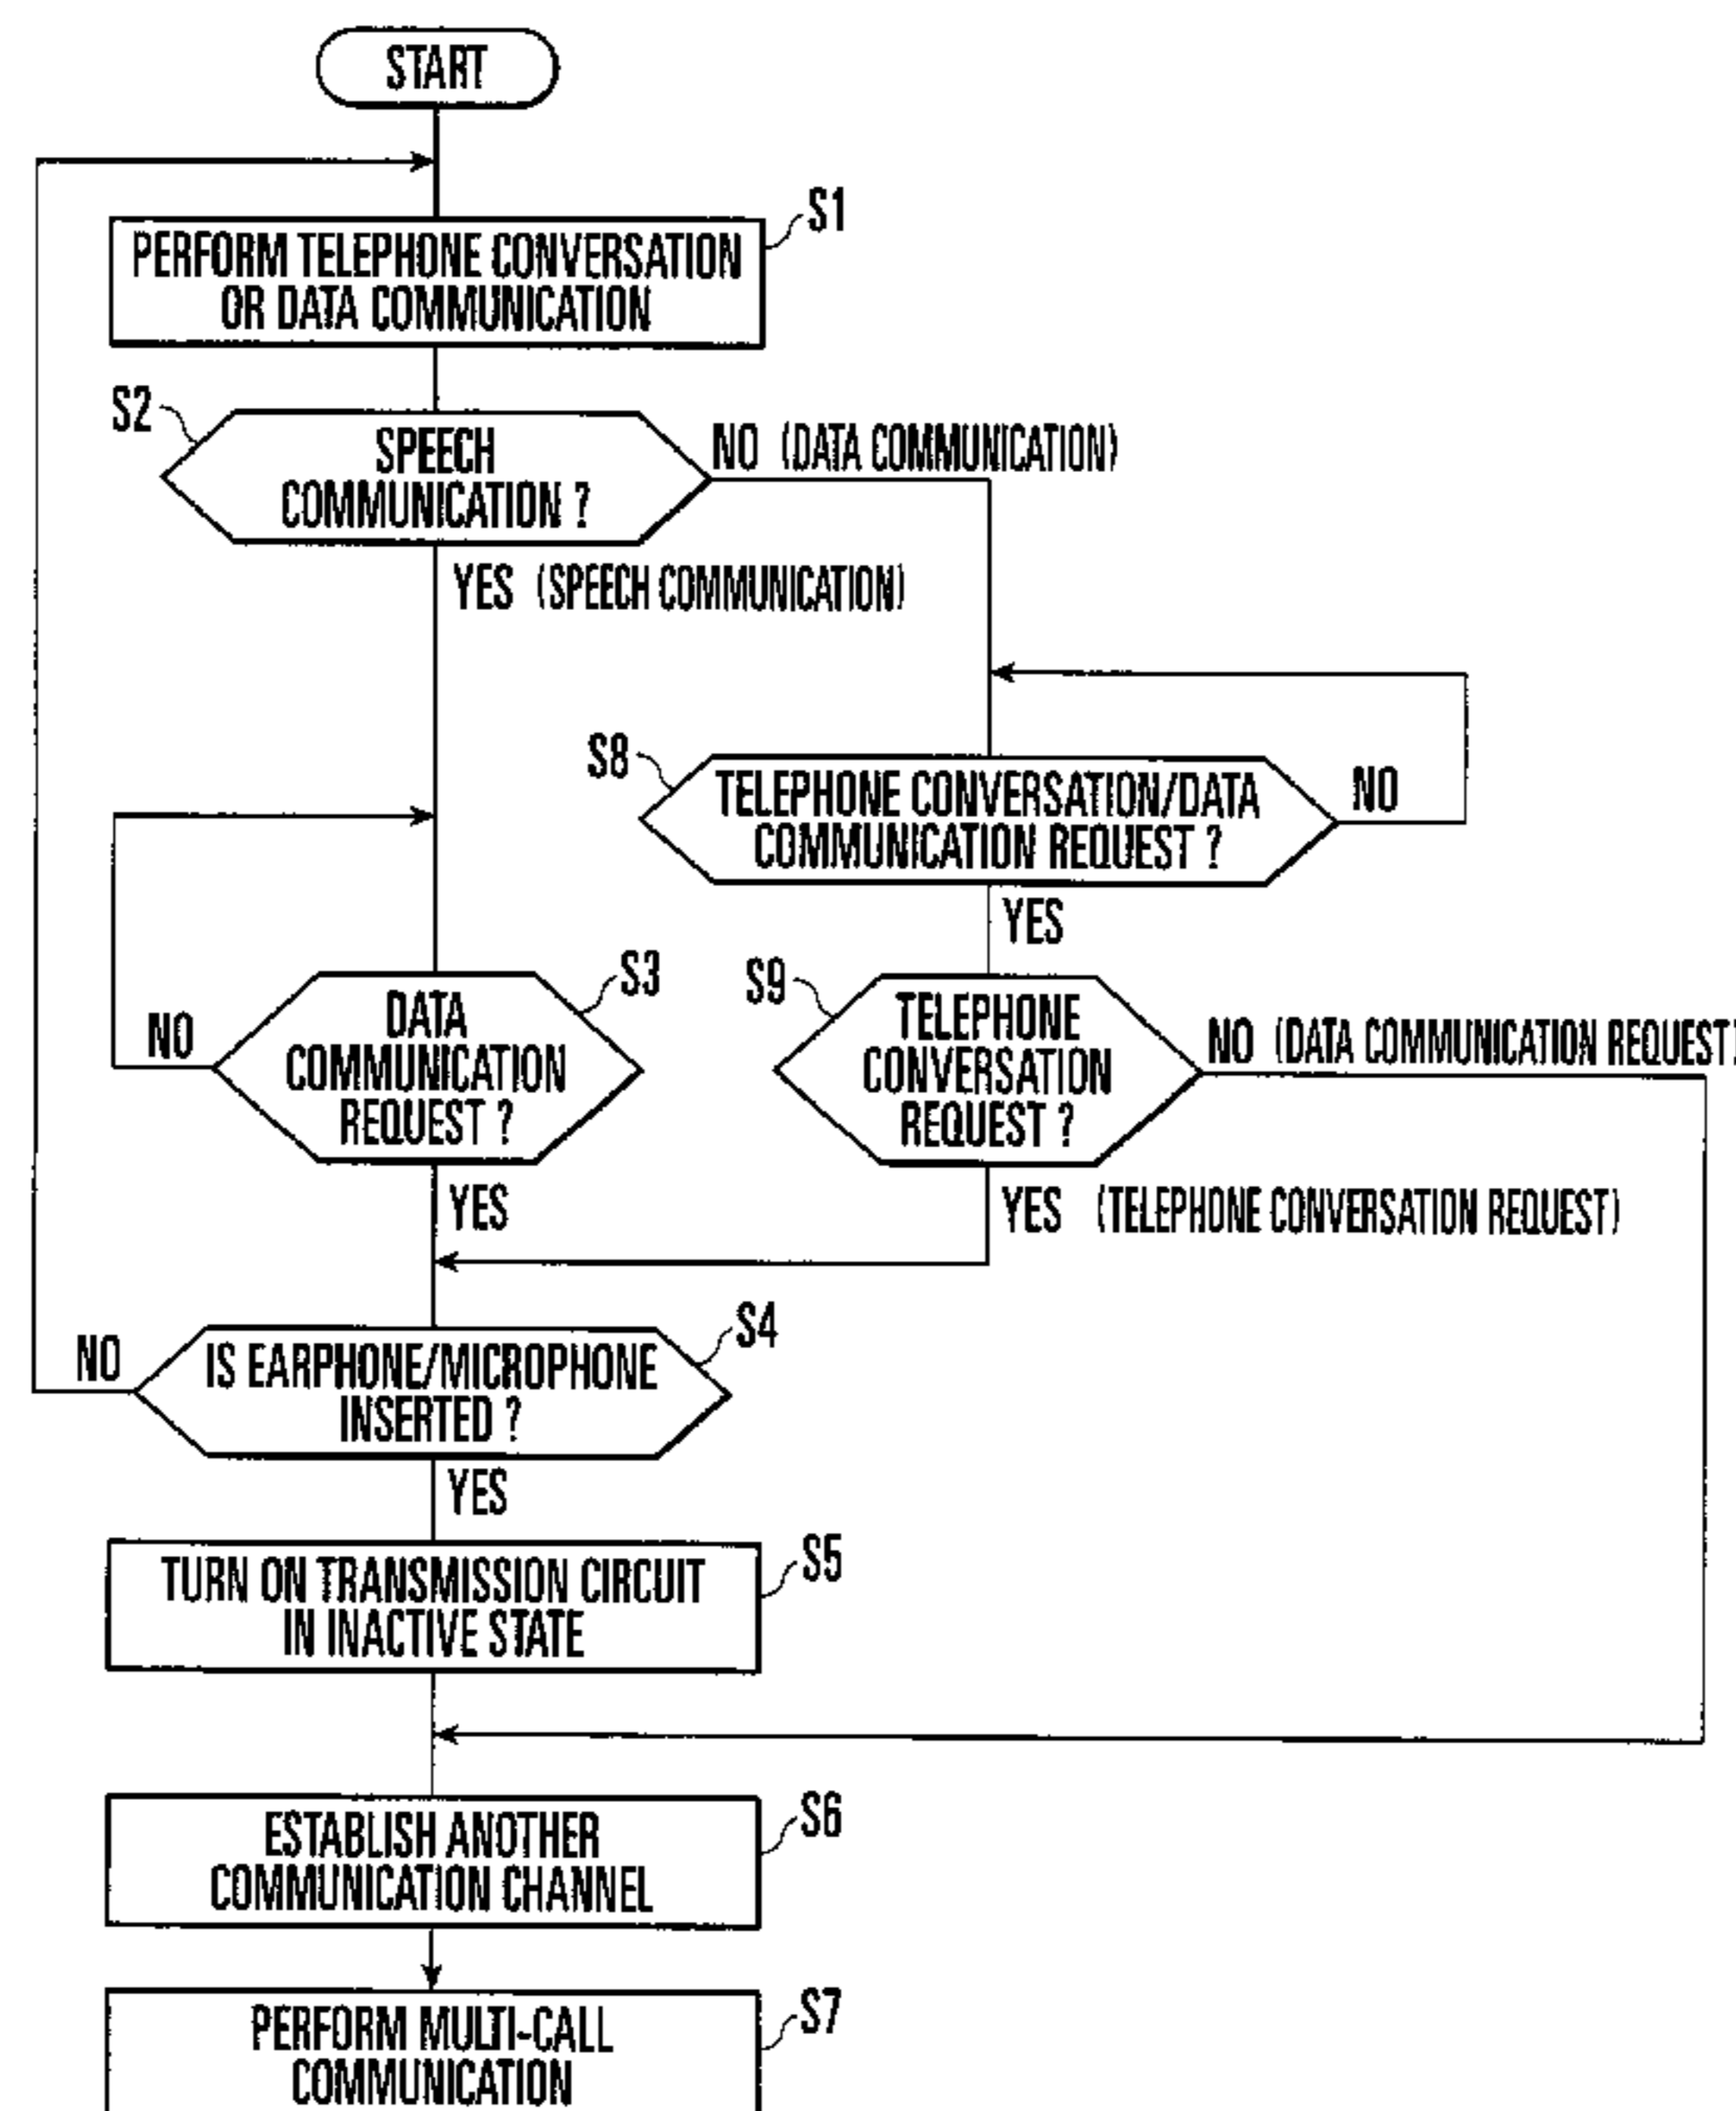 START
S1
PERFORM TELEPHONE CONVERSATION
OR DATA COMMUNICATION
S2
SPEECH
COMMUNICATION ?
NO (DATA COMMUNICATION)
YES (SPEECH COMMUNICATION)
S8
TELEPHONE CONVERSATION/DATA
COMMUNICATION REQUEST ?
NO
YES
S3
DATA
COMMUNICATION
REQUEST ?
NO
S9
TELEPHONE
CONVERSATION
REQUEST ?
NO (DATA COMMUNICATION REQUEST)
YES
YES (TELEPHONE CONVERSATION REQUEST)
S4
NO
IS EARPHONE/MICROPHONE
INSERTED ?
YES
S5
TURN ON TRANSMISSION CIRCUIT
IN INACTIVE STATE
S6
ESTABLISH ANOTHER
COMMUNICATION CHANNEL
S7
PERFORM MULTI-CALL
COMMUNICATION